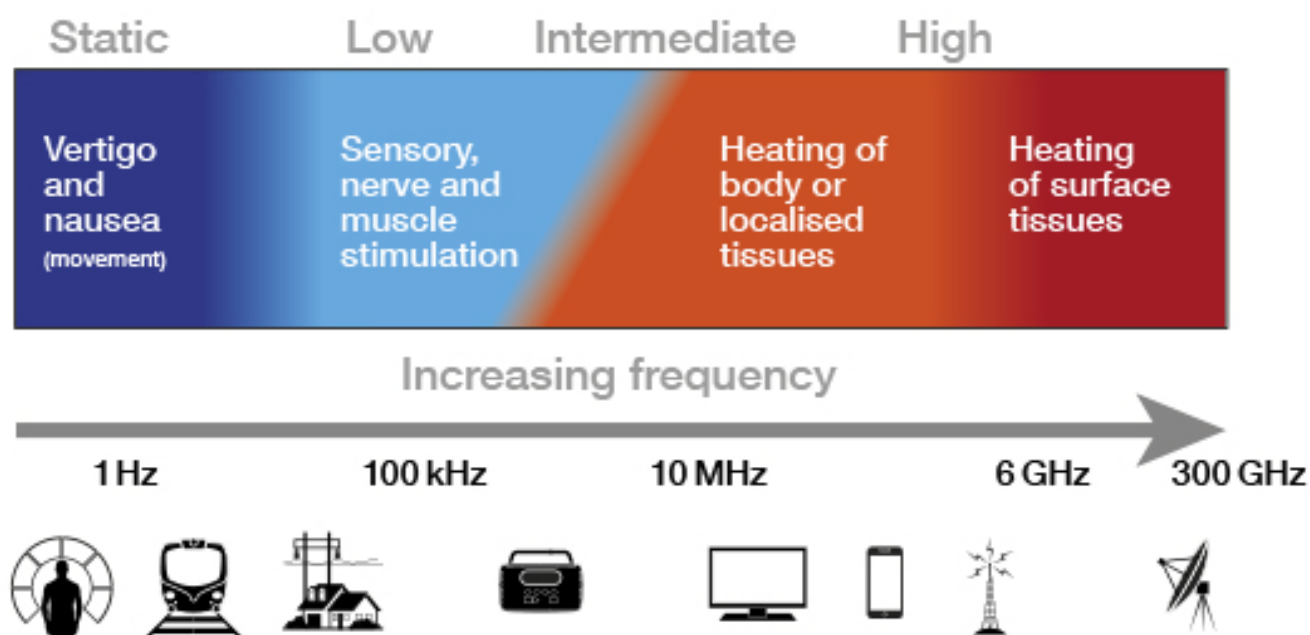 Static Low Intermediate High
Vertigo
and
nausea
(movement)
Sensory,
nerve and
muscle
stimulation
Heating of
body or
localised
tissues
Heating
of surface
tissues
Increasing frequency
1 Hz 100 kHz 10 MHz 6 GHz 300 GHz